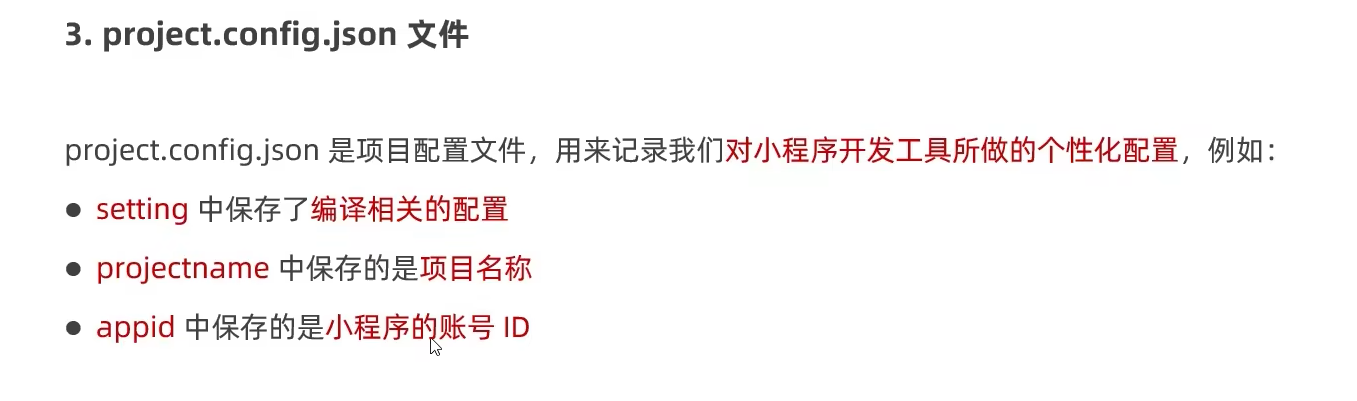 3. project.config.json 文件
project.config.json 是项目配置文件，用来记录我们对小程序开发工具所做的个性化配置，例如：
● setting 中保存了编译相关的配置
● projectname 中保存的是项目名称
● appid 中保存的是小程序的账号 ID